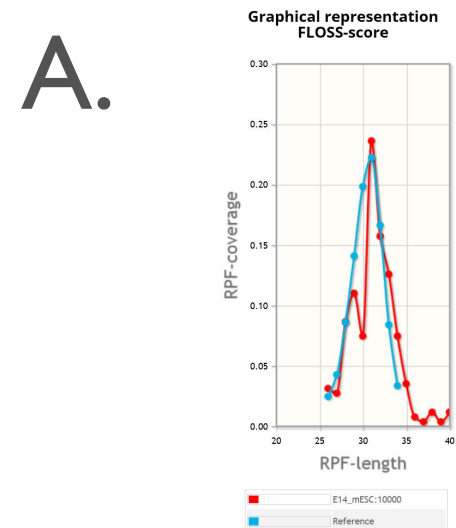 A.
Graphical representation
FLOSS-score
0.30
0.25
0.20
0.15
0.10
0.05
0.00
RPF-coverage
20 25 30 35 40
RPF-length
E14_mESC:10000
Reference